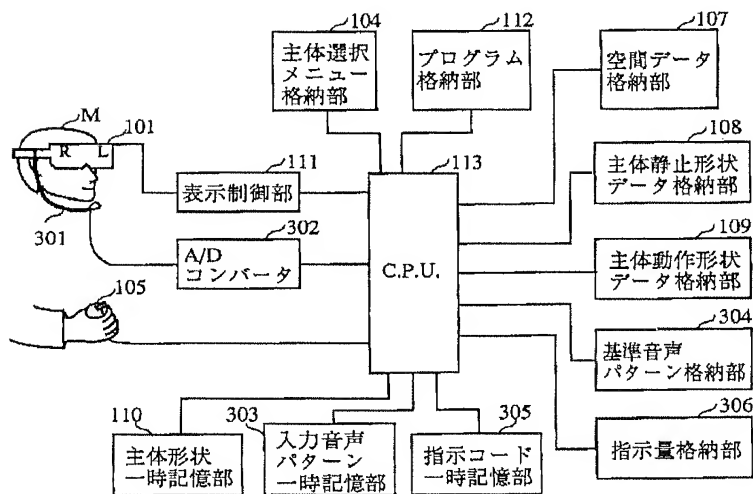 104
主体選択
メニュー
格納部
112
プログラム
格納部
107
空間データ
格納部
M
101
R L
301
111
表示制御部
302
A/D
コンバータ
113
C.P.U.
108
主体静止形状
データ格納部
109
主体動作形状
データ格納部
105
304
基準音声
パターン格納部
306
指示量格納部
110
主体形状
一時記憶部
303
入力音声
パターン
一時記憶部
305
指示コード
一時記憶部